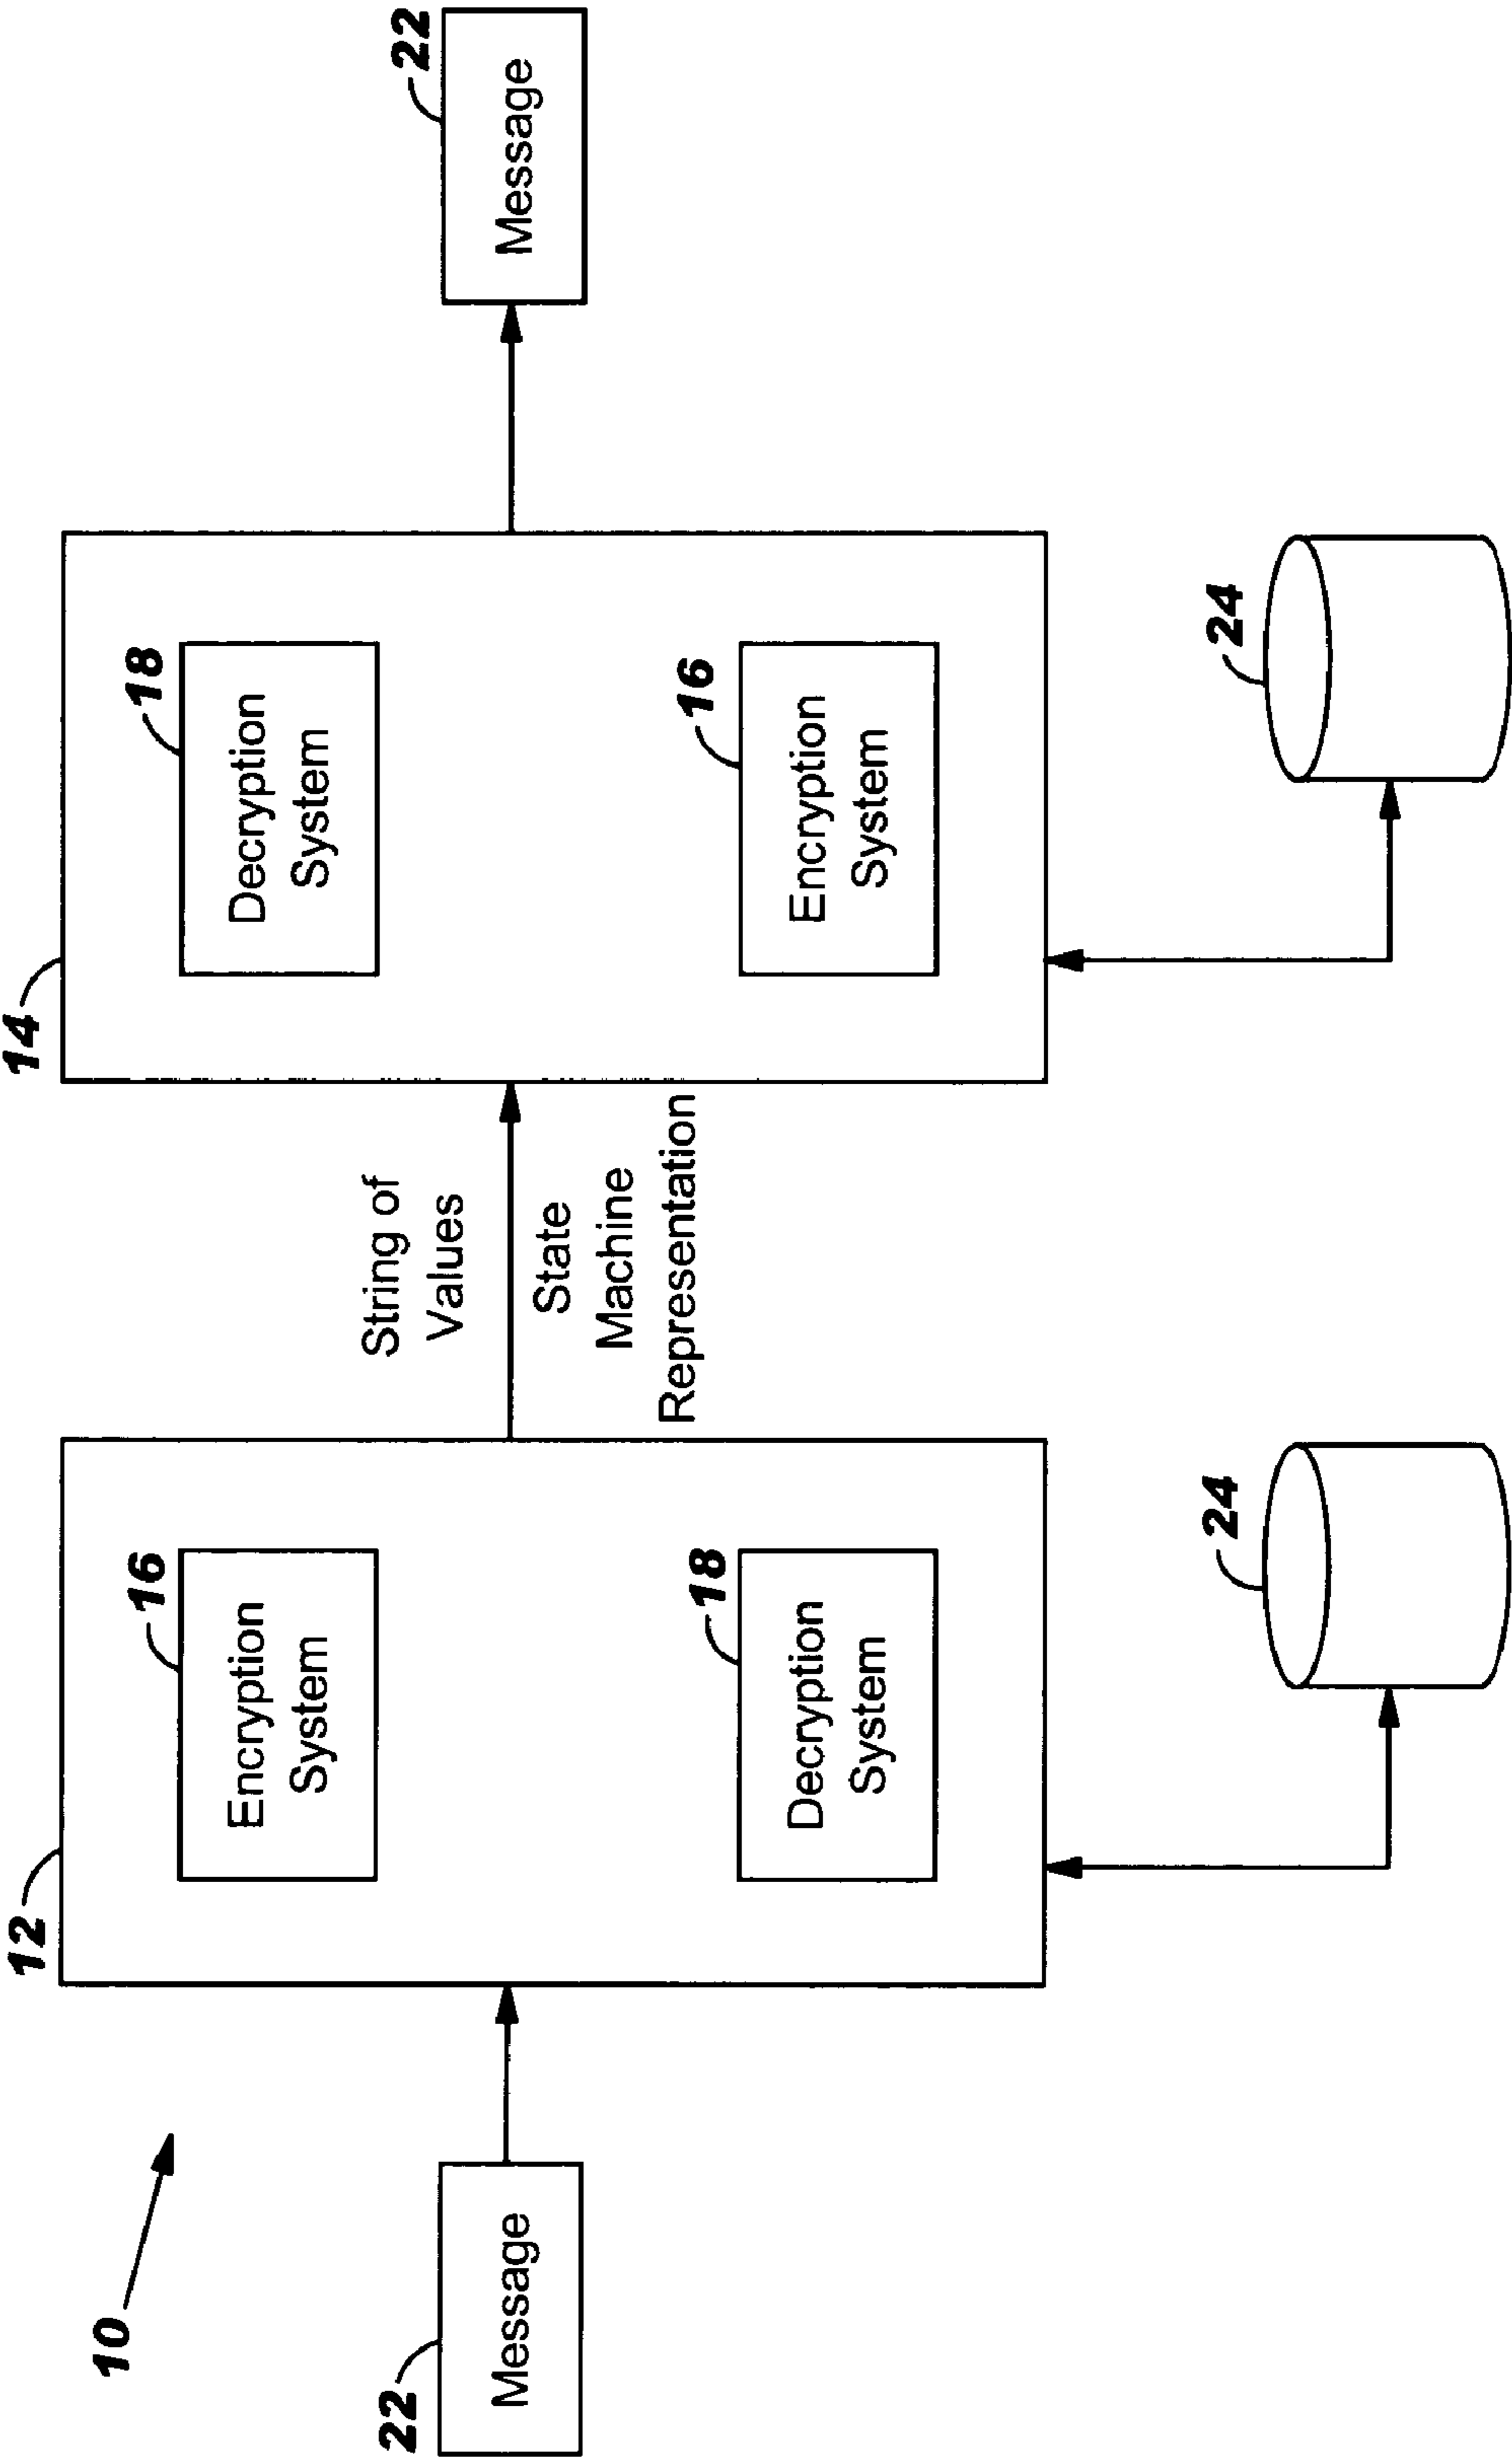 10
22
Message
12
16
Encryption
System
18
Decryption
System
24
String of
Values
State
Machine
Representation
14
18
Decryption
System
16
Encryption
System
24
22
Message